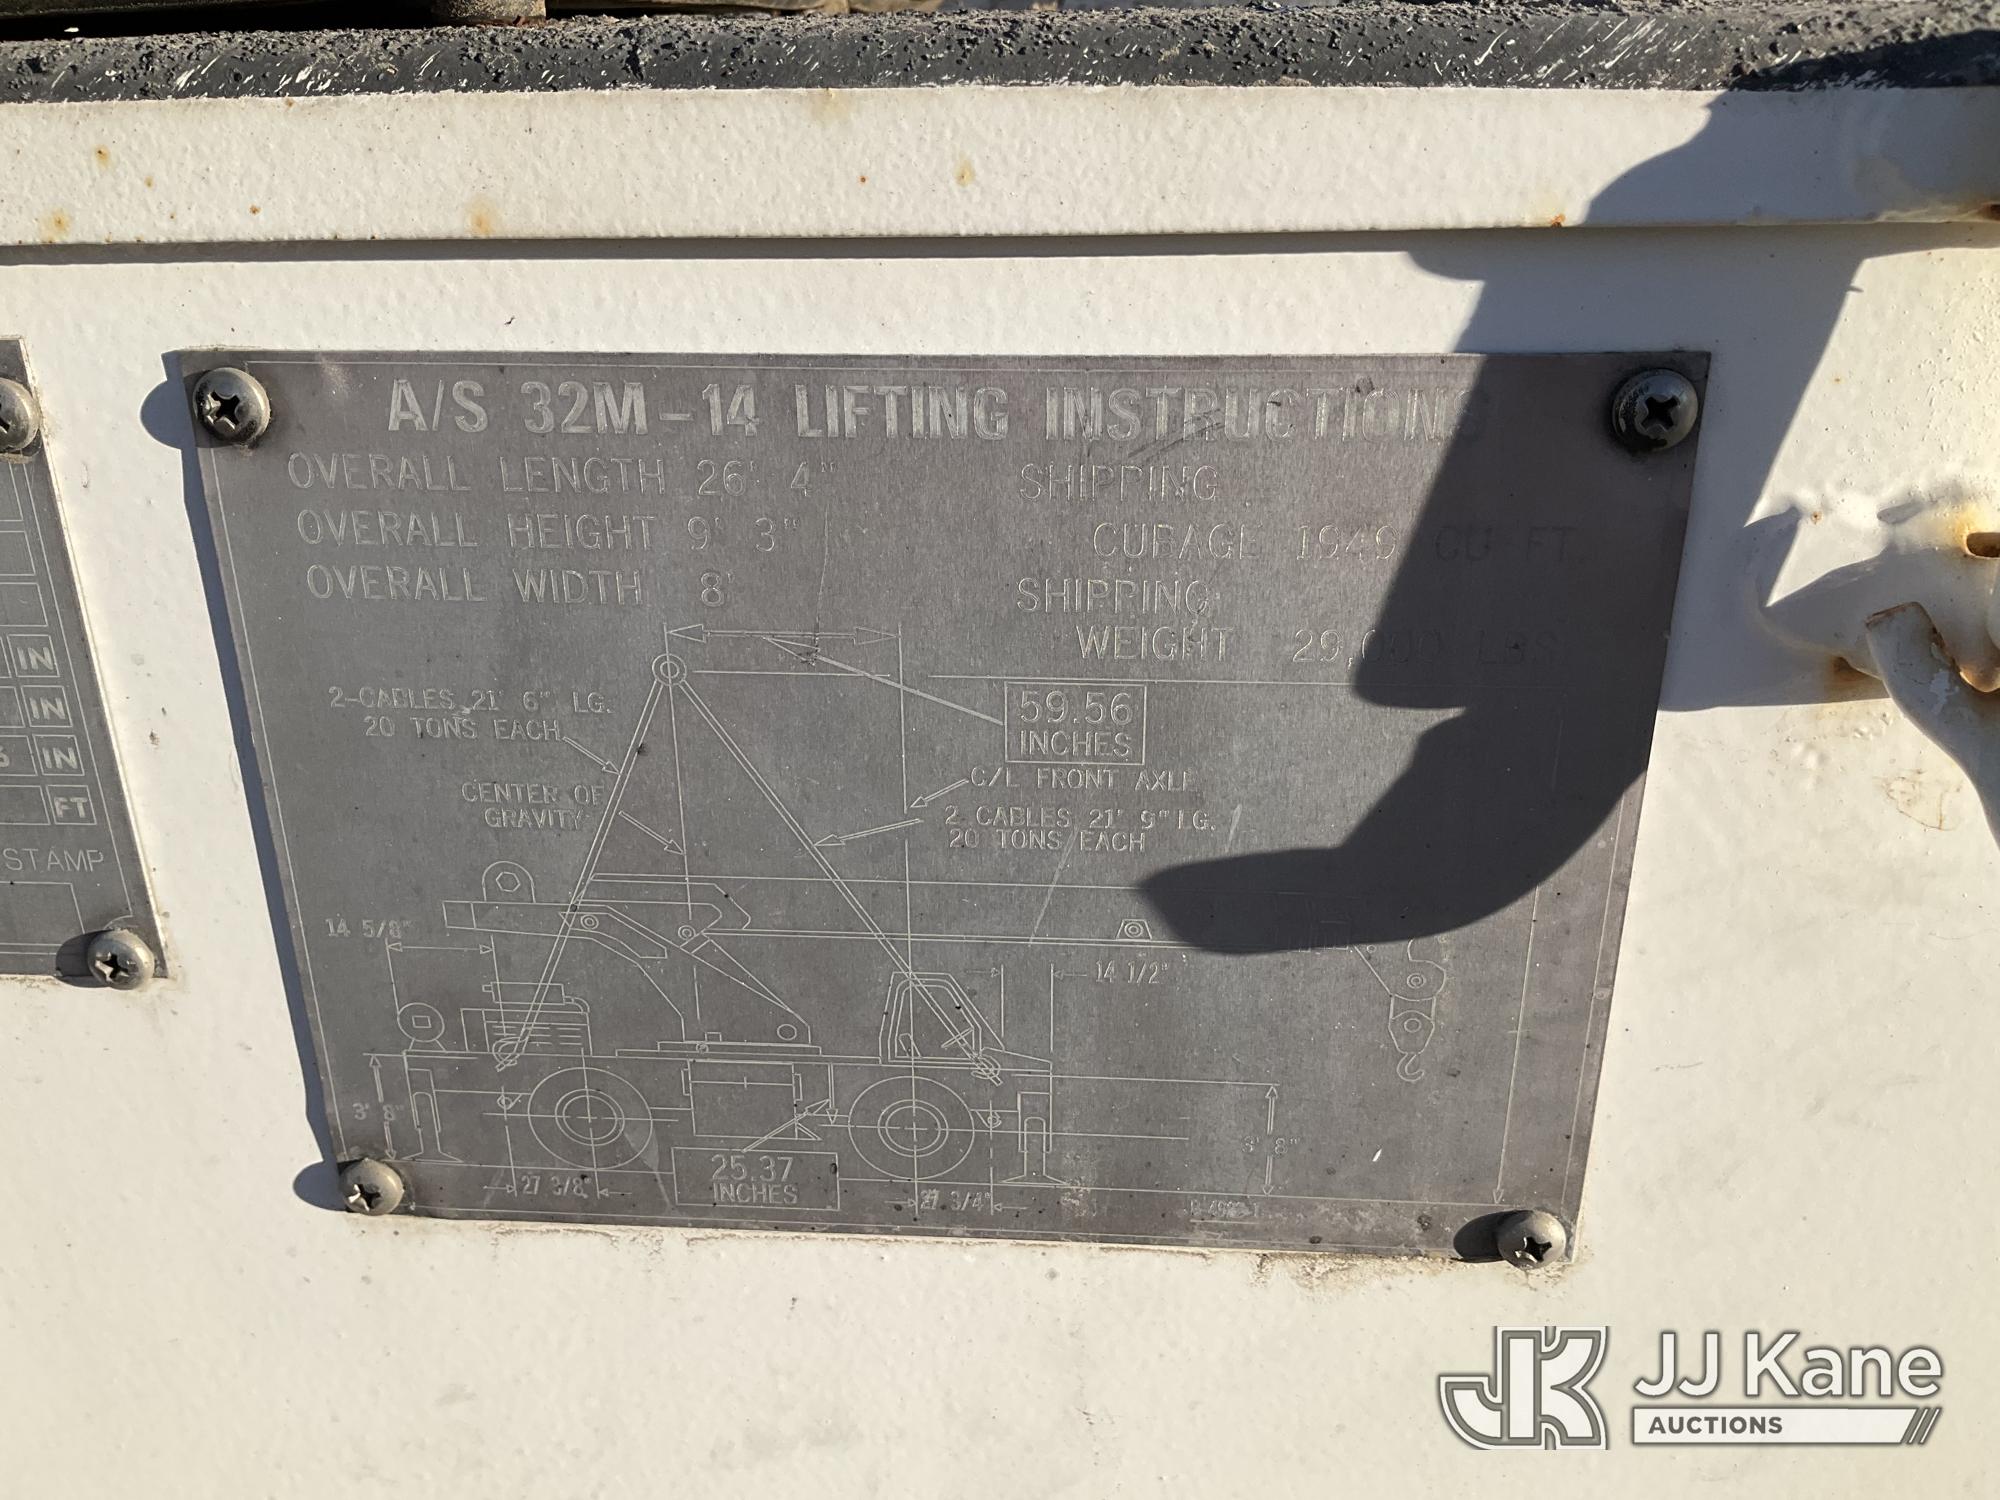 A/S 32M-14 LIFTING INSTRUCTIONS
OVERALL LENGTH 26' 4"
OVERALL HEIGHT 9' 3"
OVERALL WIDTH 8'
SHIPPING
CUBAGE 1949 CU FT.
SHIPPING
WEIGHT 29,000 LBS
2-CABLES 21' 6" LG.
20 TONS EACH
59.56
INCHES
C/L FRONT AXLE
CENTER OF
GRAVITY
2-CABLES 21' 9" LG.
20 TONS EACH
14 5/8"
14 1/2"
3' 8"
3' 8"
25.37
INCHES
27 3/8"
27 3/4"
IN
IN
6 IN
FT
STAMP
JK JJ Kane
AUCTIONS